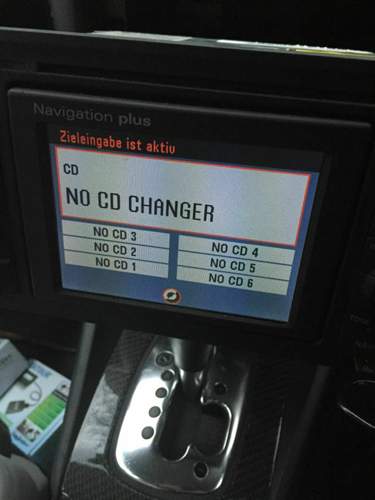 Navigation plus
Zieleingabe ist aktiv
CD
NO CD CHANGER
NO CD 3
NO CD 4
NO CD 2
NO CD 5
NO CD 1
NO CD 6